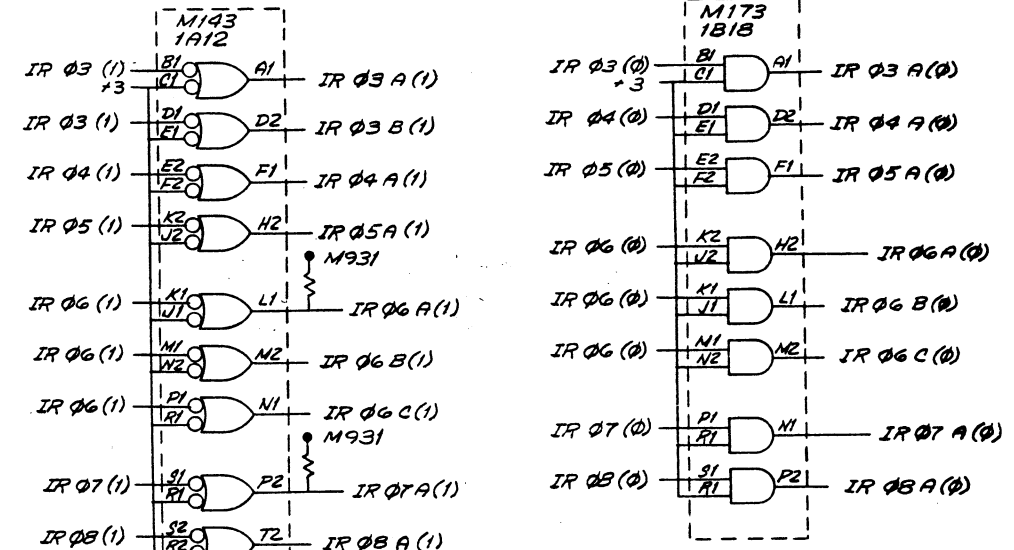 M143
1A12
IR Ø3 (1) B1 A1 IR Ø3 A (1)
+3 C1
IR Ø3 (1) D1 D2 IR Ø3 B (1)
E1
IR Ø4 (1) E2 F1 IR Ø4 A (1)
F2
IR Ø5 (1) K2 H2 IR Ø5 A (1)
J2
M931
IR Ø6 (1) K1 L1 IR Ø6 A (1)
J1
IR Ø6 (1) M1 M2 IR Ø6 B (1)
N2
IR Ø6 (1) P1 N1 IR Ø6 C (1)
R1
M931
IR Ø7 (1) S1 P2 IR Ø7 A (1)
R1
IR Ø8 (1) S2 T2 IR Ø8 A (1)
R2
M173
1B18
IR Ø3 (Ø) B1 A1 IR Ø3 A (Ø)
+3 C1
IR Ø4 (Ø) D1 D2 IR Ø4 A (Ø)
E1
IR Ø5 (Ø) E2 F1 IR Ø5 A (Ø)
F2
IR Ø6 (Ø) K2 H2 IR Ø6 A (Ø)
J2
IR Ø6 (Ø) K1 L1 IR Ø6 B (Ø)
J1
IR Ø6 (Ø) M1 M2 IR Ø6 C (Ø)
N2
IR Ø7 (Ø) P1 N1 IR Ø7 A (Ø)
R1
IR Ø8 (Ø) S1 P2 IR Ø8 A (Ø)
R1